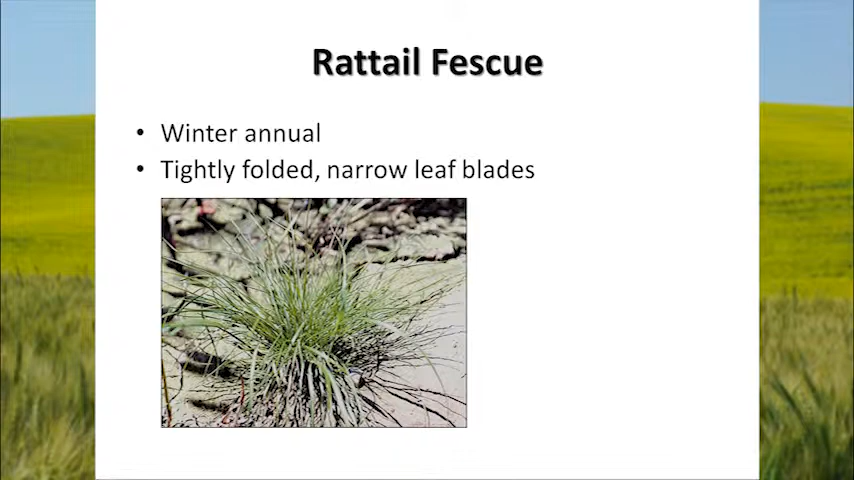 Rattail Fescue
• Winter annual
• Tightly folded, narrow leaf blades